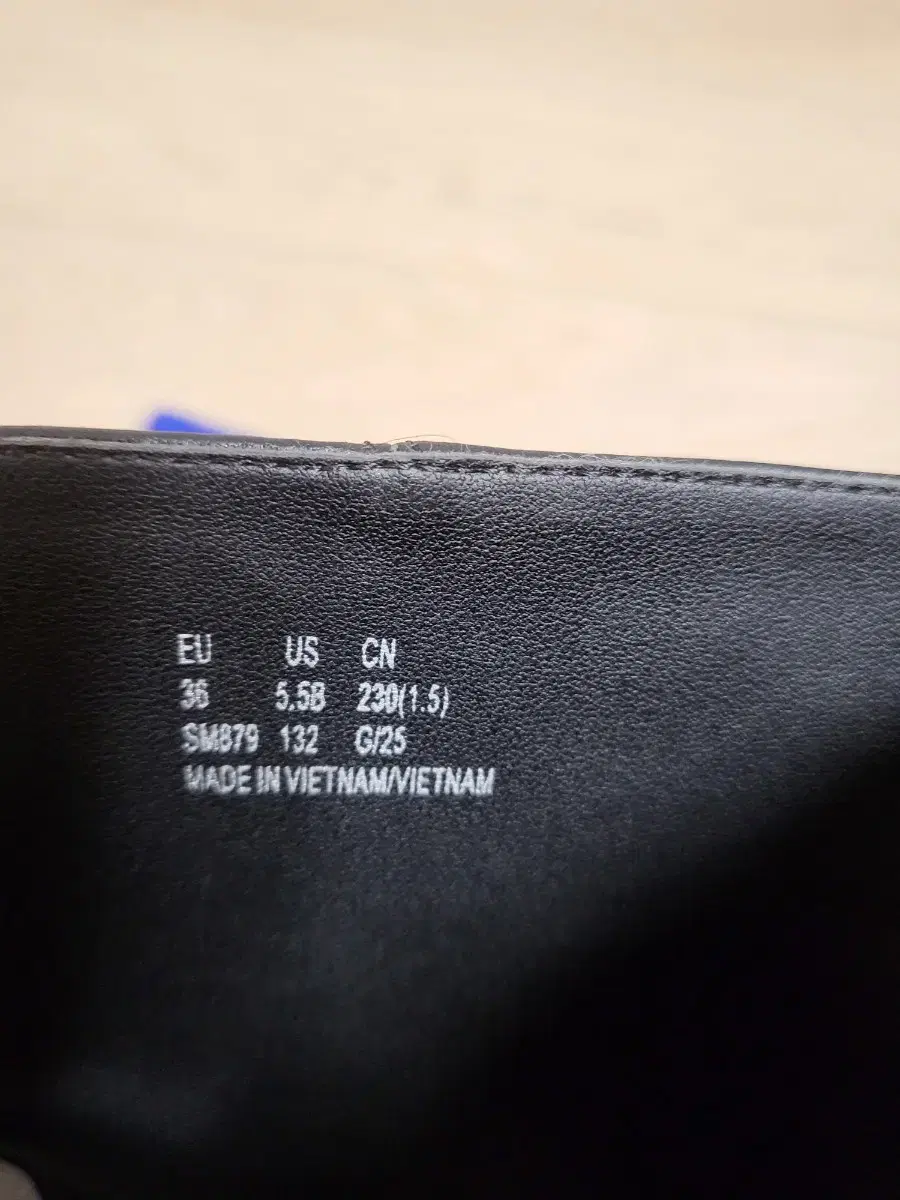 EU US CN
36 5.5B 230(1.5)
SM879 132 G/25
MADE IN VIETNAM/VIETNAM